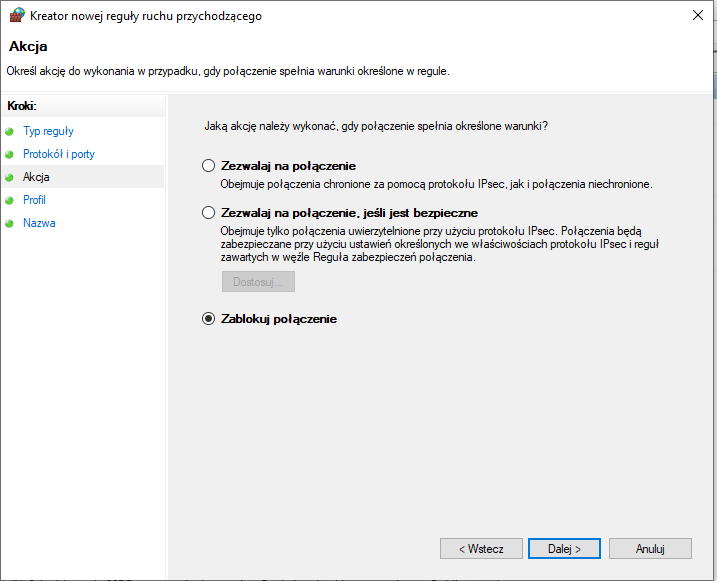 Kreator nowej reguły ruchu przychodzącego
Akcja
Określ akcję do wykonania w przypadku, gdy połączenie spełnia warunki określone w regule.
Kroki:
Typ reguły
Protokół i porty
Akcja
Profil
Nazwa
Jaką akcję należy wykonać, gdy połączenie spełnia określone warunki?
Zezwalaj na połączenie
Obejmuje połączenia chronione za pomocą protokołu IPsec, jak i połączenia niechronione.
Zezwalaj na połączenie, jeśli jest bezpieczne
Obejmuje tylko połączenia uwierzytelnione przy użyciu protokołu IPsec. Połączenia będą
zabezpieczane przy użyciu ustawień określonych we właściwościach protokołu IPsec i reguł
zawartych w węźle Reguła zabezpieczeń połączenia.
Dostosuj...
Zablokuj połączenie
< Wstecz
Dalej >
Anuluj